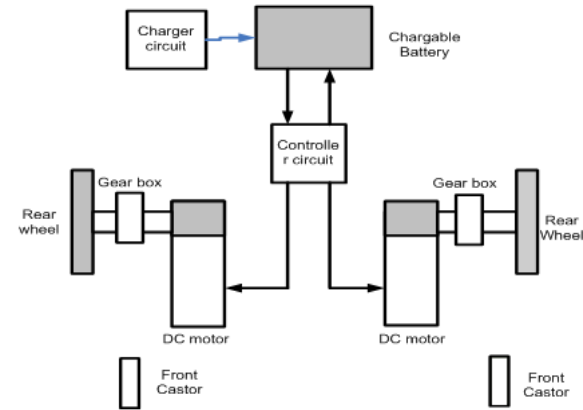 Charger
circuit
Chargable
Battery
Controlle
r circuit
Gear box
Gear box
Rear
wheel
Rear
Wheel
DC motor
DC motor
Front
Castor
Front
Castor